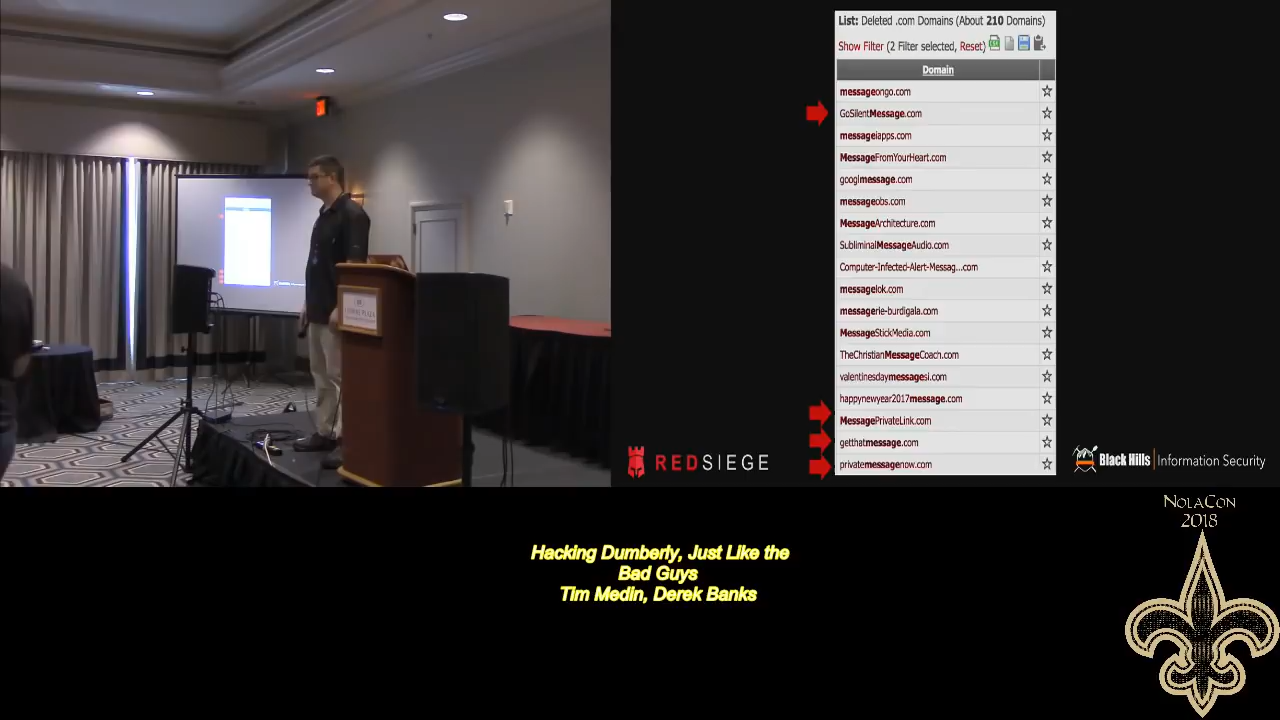 List: Deleted .com Domains (About 210 Domains)
Show Filter (2 Filter selected, Reset)
Domain
messageongo.com
GoSilentMessage.com
messageiapps.com
MessageFromYourHeart.com
googlmessage.com
messageobs.com
MessageArchitecture.com
SubliminalMessageAudio.com
Computer-Infected-Alert-Messag...com
messagelok.com
messagerie-burdigala.com
MessageStickMedia.com
TheChristianMessageCoach.com
valentinesdaymessagesi.com
happynewyear2017message.com
MessagePrivateLink.com
getthatmessage.com
privatemessagenow.com
REDSIEGE
Black Hills Information Security
NOLACON
2018
Hacking Dumberly, Just Like the
Bad Guys
Tim Medin, Derek Banks